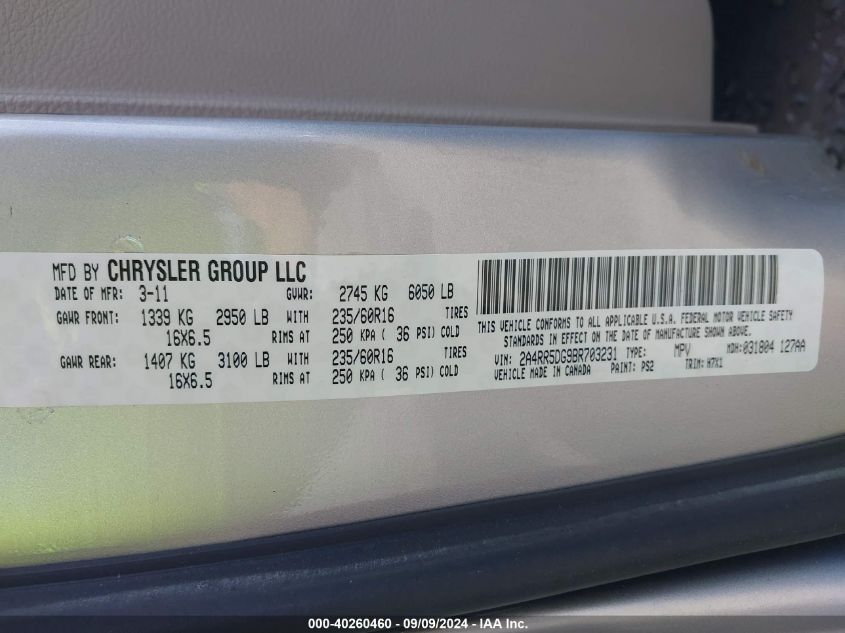 MFD BY CHRYSLER GROUP LLC
DATE OF MFR: 3-11 GVWR: 2745 KG 6050 LB
GAWR FRONT: 1339 KG 2950 LB WITH 235/60R16 TIRES
16X6.5 RIMS AT 250 KPA ( 36 PSI) COLD
GAWR REAR: 1407 KG 3100 LB WITH 235/60R16 TIRES
16X6.5 RIMS AT 250 KPA ( 36 PSI) COLD
THIS VEHICLE CONFORMS TO ALL APPLICABLE U.S.A. FEDERAL MOTOR VEHICLE SAFETY
STANDARDS IN EFFECT ON THE DATE OF MANUFACTURE SHOWN ABOVE.
VIN: 2A4RR5DG9BR703231 TYPE: MPV MDH: 031804 127AA
VEHICLE MADE IN CANADA PAINT: PS2 TRIM: H7X1
000-40260460 - 09/09/2024 - IAA Inc.